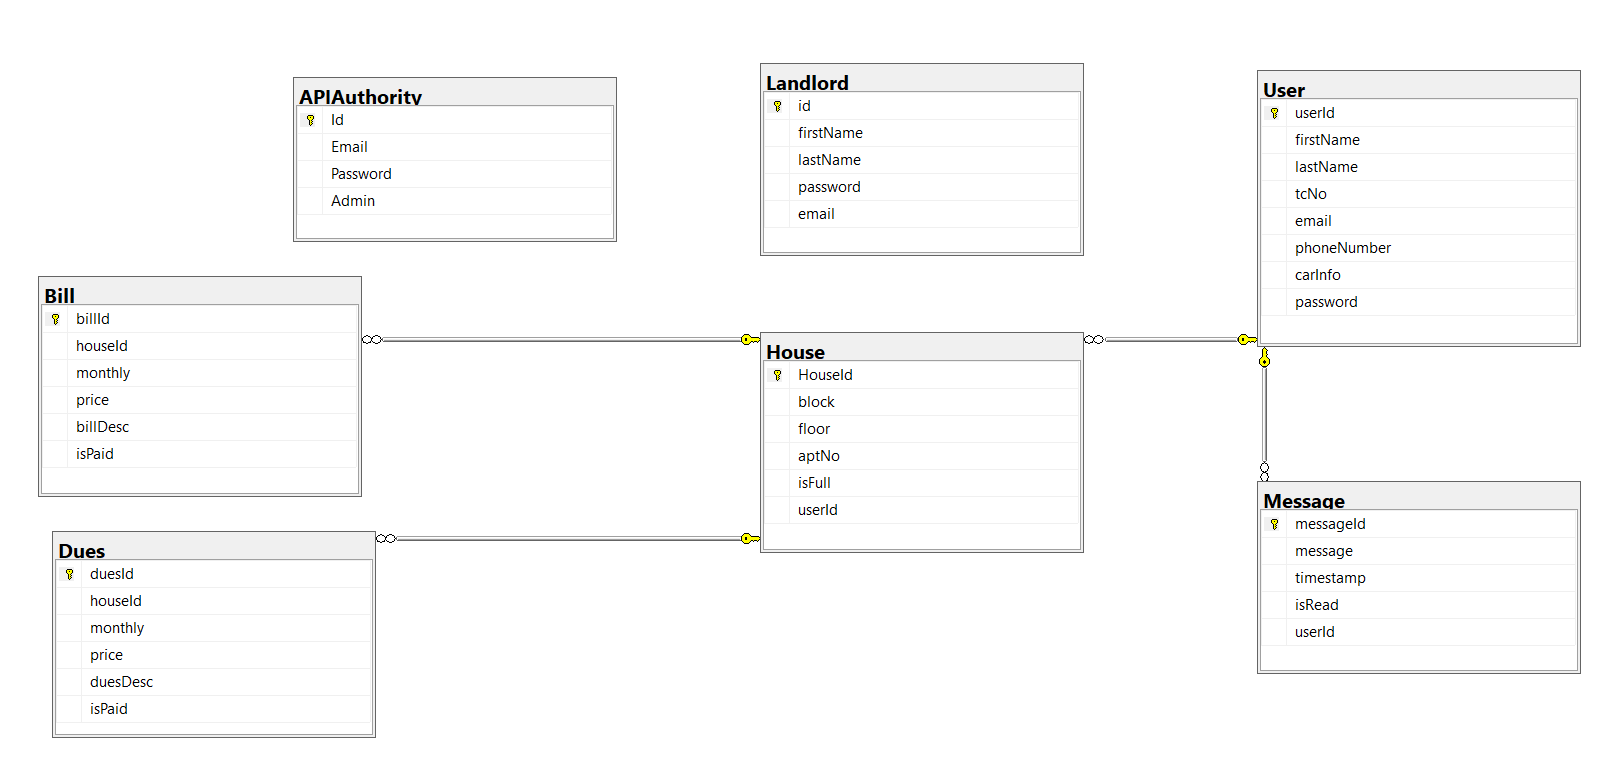 APIAuthority
Id
Email
Password
Admin
Landlord
id
firstName
lastName
password
email
User
userId
firstName
lastName
tcNo
email
phoneNumber
carInfo
password
Bill
billId
houseId
monthly
price
billDesc
isPaid
House
HouseId
block
floor
aptNo
isFull
userId
Dues
duesId
houseId
monthly
price
duesDesc
isPaid
Message
messageId
message
timestamp
isRead
userId